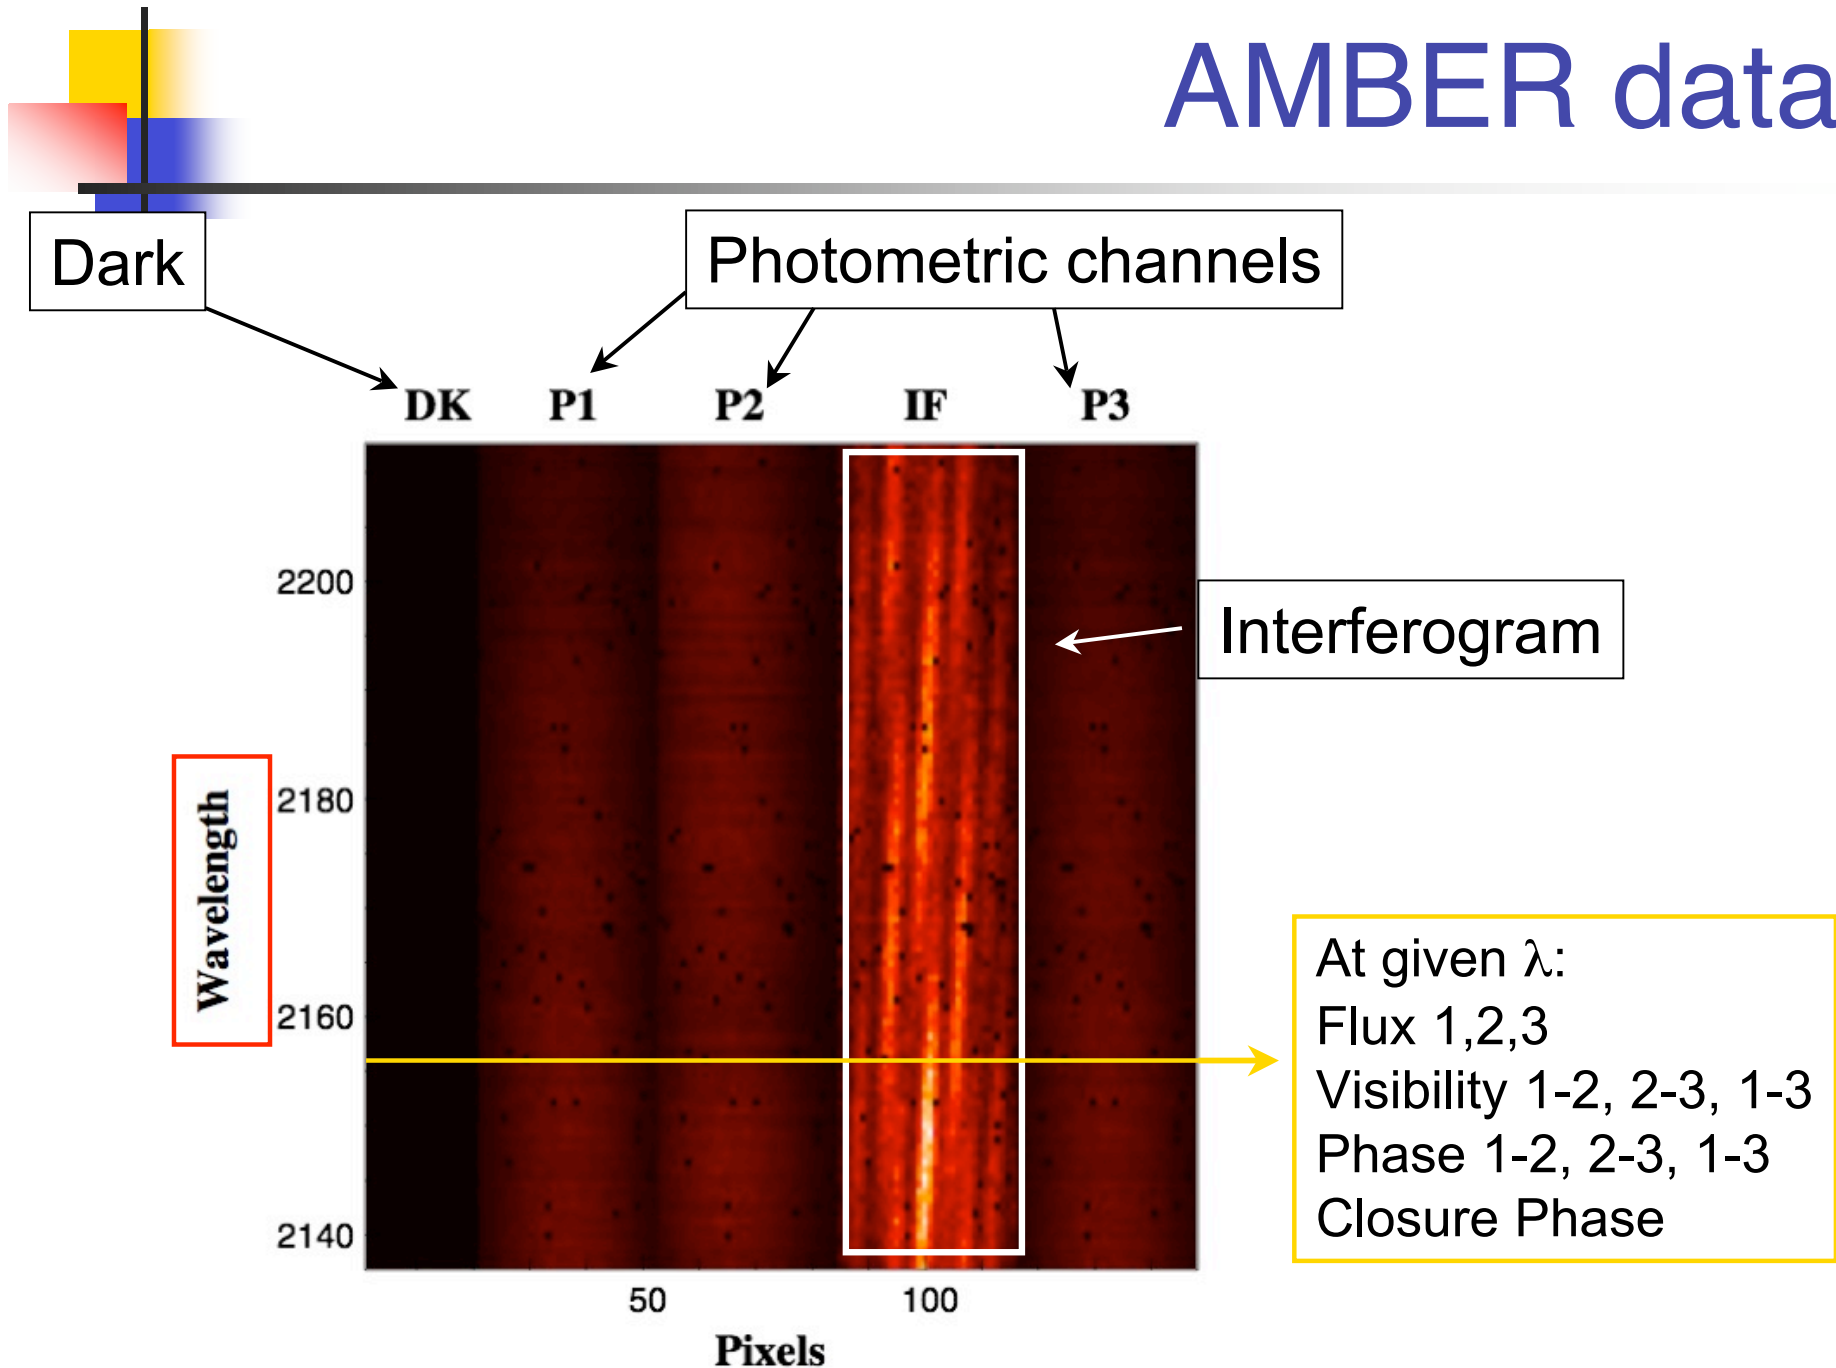 AMBER data
Dark
Photometric channels
DK P1 P2 IF P3
2200
Interferogram
2180
Wavelength
2160
2140
At given λ:
Flux 1,2,3
Visibility 1-2, 2-3, 1-3
Phase 1-2, 2-3, 1-3
Closure Phase
50 100
Pixels